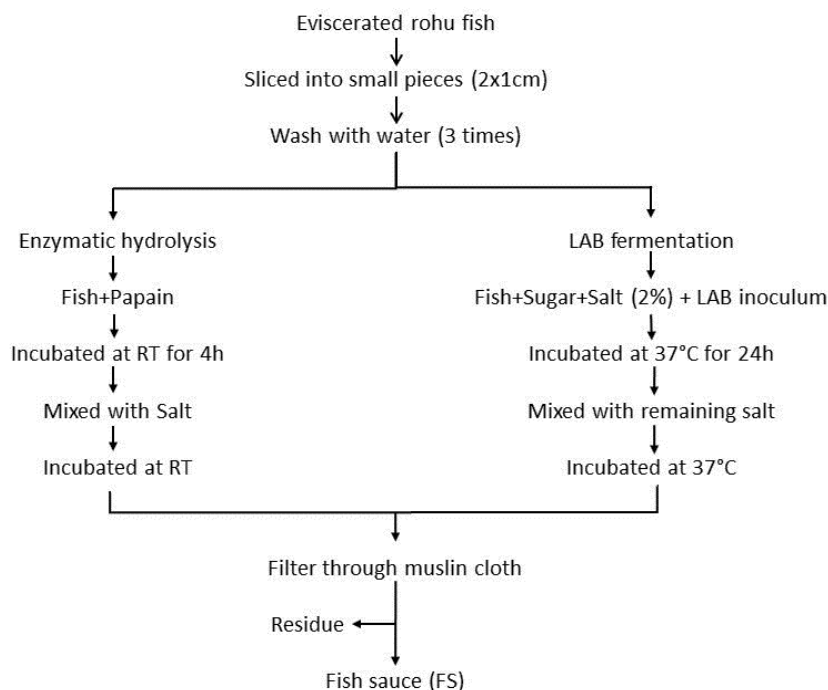 Eviscerated rohu fish
Sliced into small pieces (2x1cm)
Wash with water (3 times)
Enzymatic hydrolysis
Fish+Papain
Incubated at RT for 4h
Mixed with Salt
Incubated at RT
LAB fermentation
Fish+Sugar+Salt (2%) + LAB inoculum
Incubated at 37°C for 24h
Mixed with remaining salt
Incubated at 37°C
Filter through muslin cloth
Residue
Fish sauce (FS)